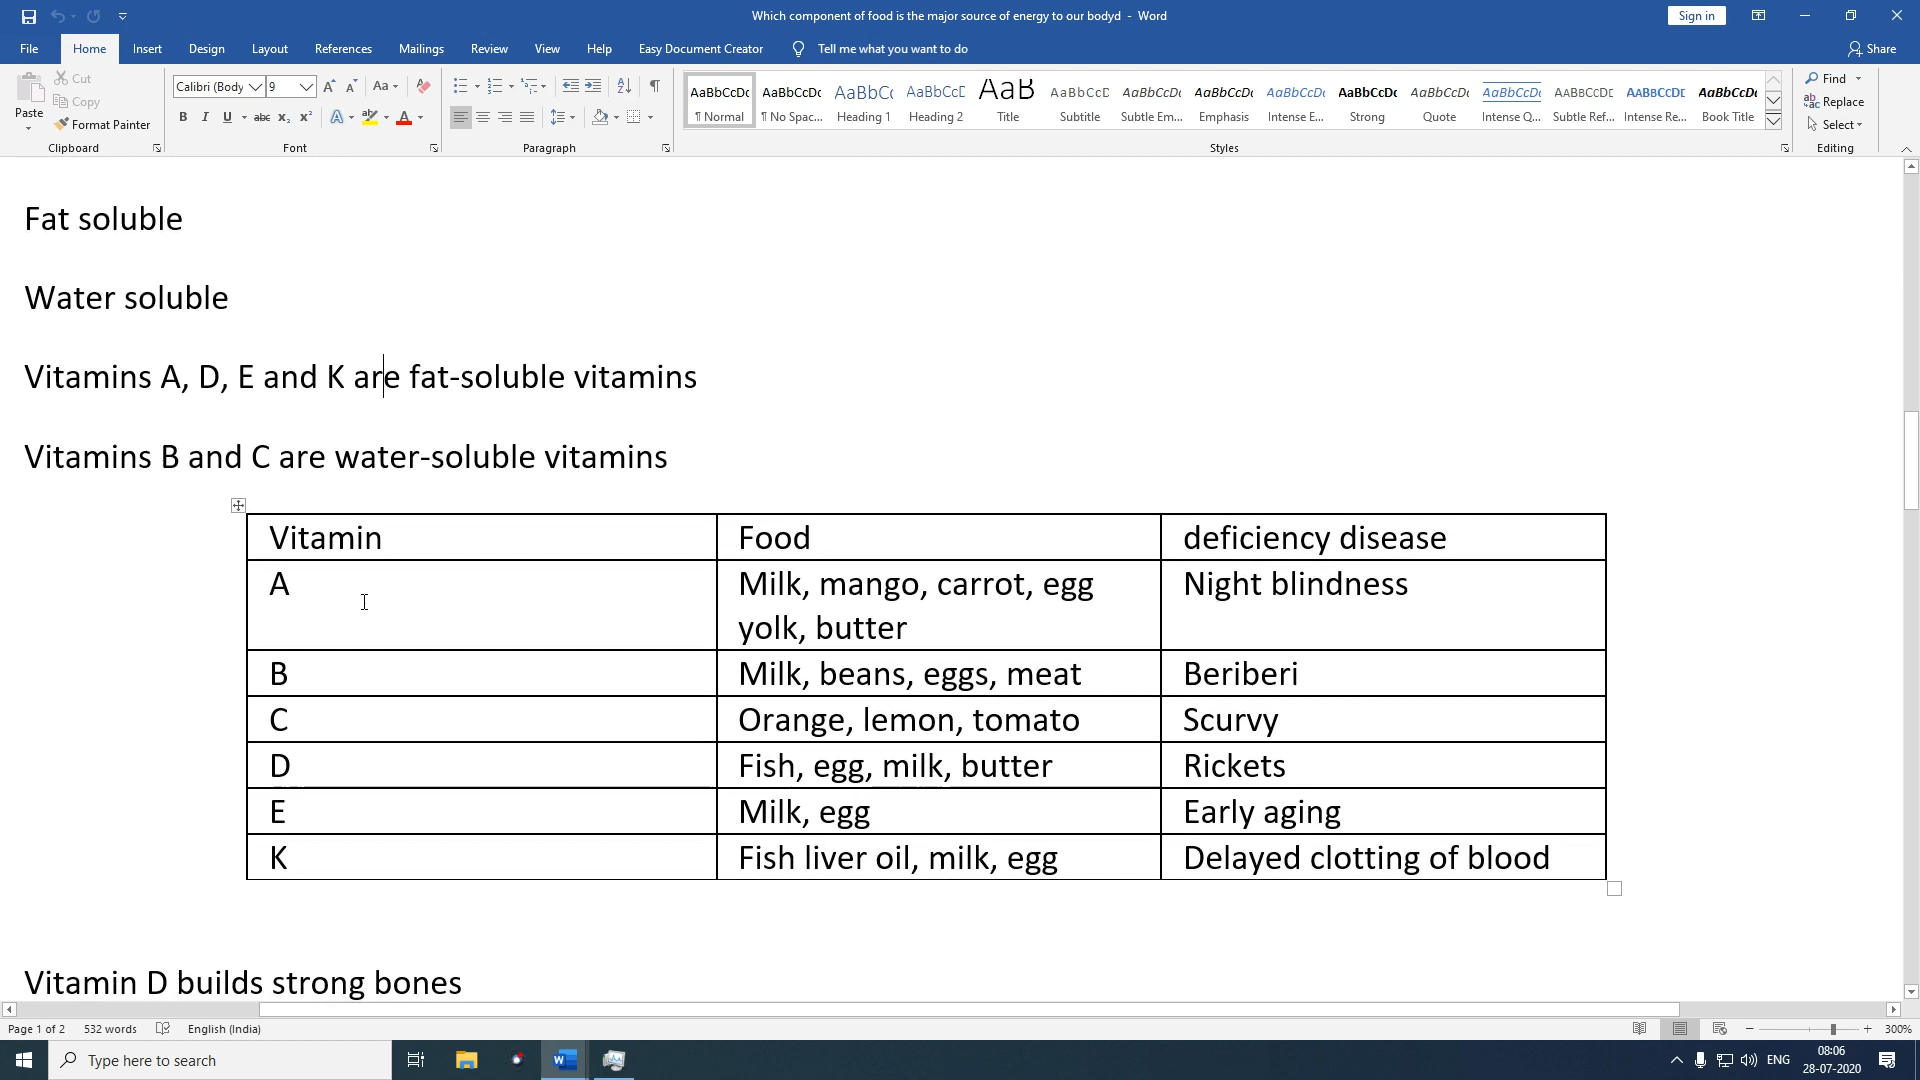 Which component of food is the major source of energy to our bodyd - Word
Sign in
File Home Insert Design Layout References Mailings Review View Help Easy Document Creator Tell me what you want to do Share
Cut
Copy
Paste
Format Painter
Calibri (Body 9
Aa
AaBbCcDc AaBbCcDc AaBbCc AaBbCcD AaB AaBbCcD AaBbCcDc AaBbCcDc AaBbCcDc AaBbCcDc AaBbCcDc AaBbCcDc AABBCCDE AABBCCDE AaBbCcDc
¶ Normal ¶ No Spac... Heading 1 Heading 2 Title Subtitle Subtle Em... Emphasis Intense E... Strong Quote Intense Q... Subtle Ref... Intense Re... Book Title
Find
Replace
Select
Clipboard Font Paragraph Styles Editing
Fat soluble
Water soluble
Vitamins A, D, E and K are fat-soluble vitamins
Vitamins B and C are water-soluble vitamins
Vitamin Food deficiency disease
A Milk, mango, carrot, egg Night blindness
yolk, butter
B Milk, beans, eggs, meat Beriberi
C Orange, lemon, tomato Scurvy
D Fish, egg, milk, butter Rickets
E Milk, egg Early aging
K Fish liver oil, milk, egg Delayed clotting of blood
Vitamin D builds strong bones
Page 1 of 2 532 words English (India) 300%
Type here to search
ENG
08:06
28-07-2020